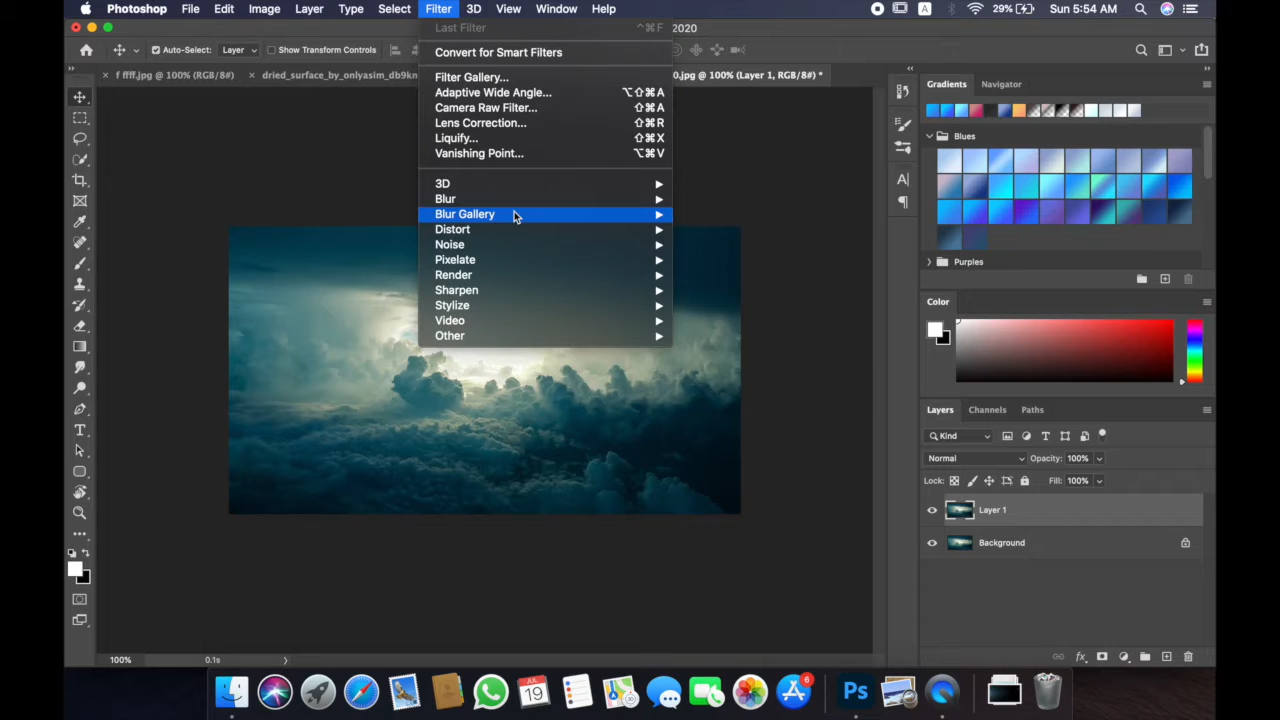 Photoshop File Edit Image Layer Type Select Filter 3D View Window Help A 29% Sun 5:54 AM
Last Filter ^⌘F
2020
Auto-Select: Layer Show Transform Controls
Convert for Smart Filters
f ffff.jpg @ 100% (RGB/8#) × dried_surface_by_onlyasim_db9kn
0.jpg @ 100% (Layer 1, RGB/8#) *
Filter Gallery...
Adaptive Wide Angle... ⌥⇧⌘A
Camera Raw Filter... ⇧⌘A
Lens Correction... ⇧⌘R
Liquify... ⇧⌘X
Vanishing Point... ⌥⌘V
3D
Blur
Blur Gallery
Distort
Noise
Pixelate
Render
Sharpen
Stylize
Video
Other
Gradients Navigator
Blues
Purples
Color
Layers Channels Paths
Kind
Normal Opacity: 100%
Lock: Fill: 100%
Layer 1
Background
fx
100% 0.1s
JUL
19
6
Ps